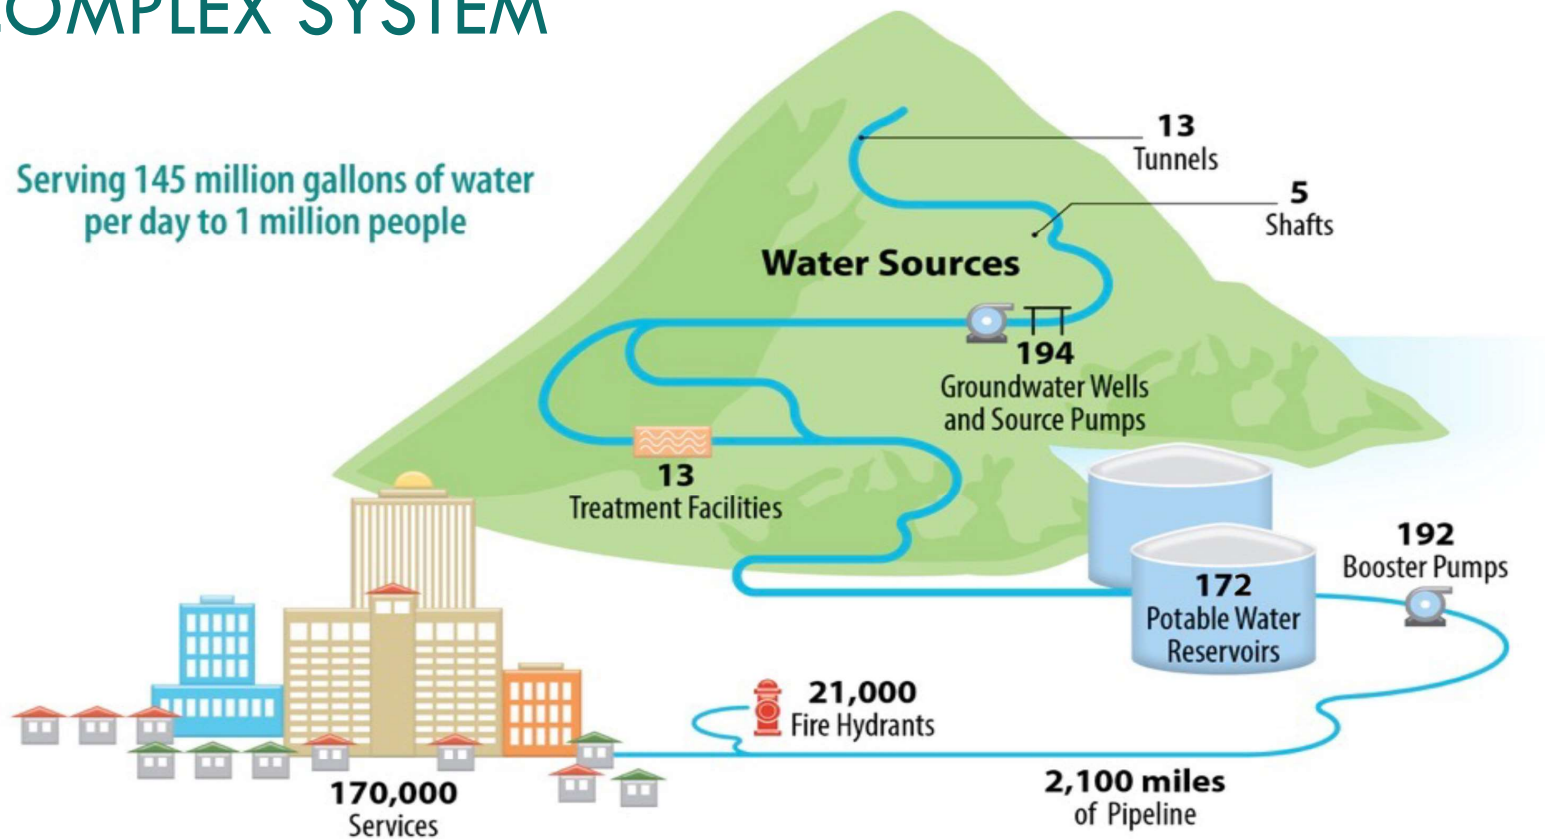 COMPLEX SYSTEM
Serving 145 million gallons of water
per day to 1 million people
13
Tunnels
5
Shafts
Water Sources
194
Groundwater Wells
and Source Pumps
13
Treatment Facilities
192
Booster Pumps
172
Potable Water
Reservoirs
21,000
Fire Hydrants
2,100 miles
of Pipeline
170,000
Services